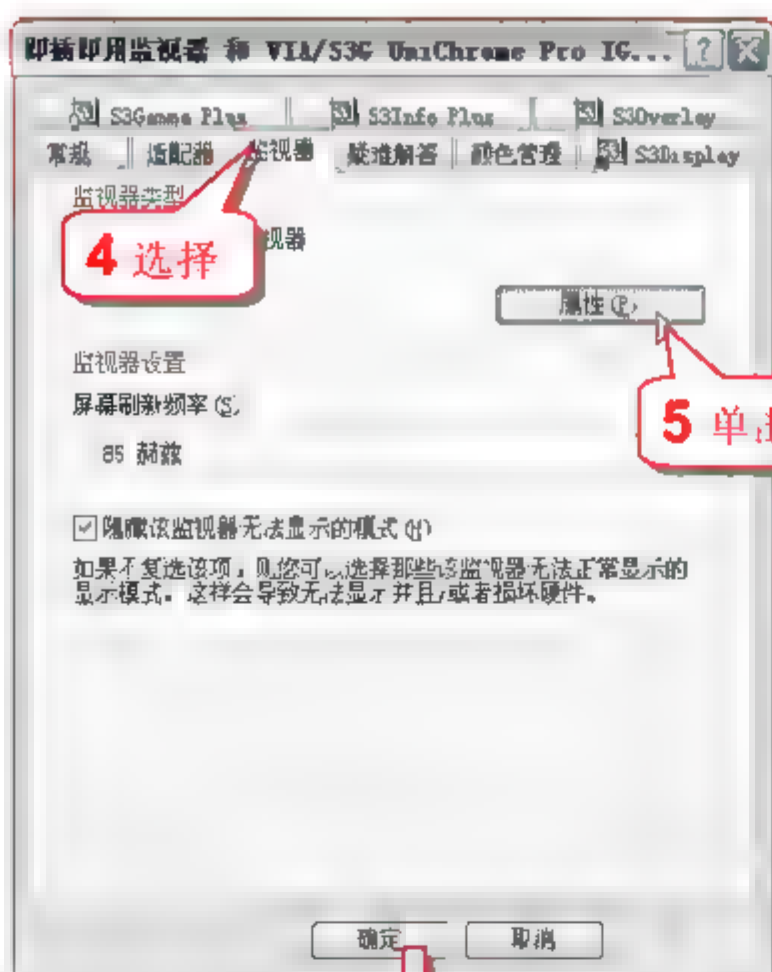 即插即用监视器 和 VIA/S3G UniChrome Pro IG...
S3Gamma Plus S3Info Plus S3Overlay
常规 适配器 监视器 疑难解答 颜色管理 S3Display
监视器类型
视器
4 选择
属性(P)
监视器设置
屏幕刷新频率(S)
5 单
85 赫兹
隐藏该监视器无法显示的模式(H)
如果不复选该项，则您可以选择那些该监视器无法正常显示的
显示模式。这样会导致无法显示并且/或者损坏硬件。
确定 取消